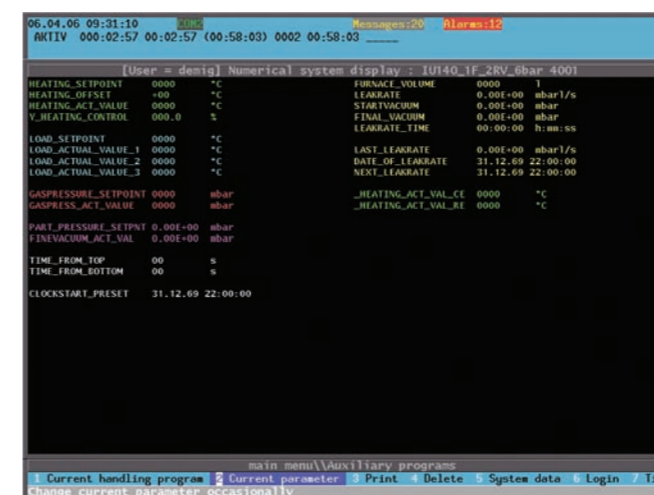 06.04.06 09:31:10 COM2 Messages:20 Alarms:12
AKTIV 000:02:57 00:02:57 (00:58:03) 0002 00:58:03 _____
[User = demig] Numerical system display : IU140_1F_2RV_6bar 4001
HEATING_SETPOINT 0000 °C FURNACE_VOLUME 0000 l
HEATING_OFFSET +00 °C LEAKRATE 0.00E+00 mbarl/s
HEATING_ACT_VALUE 0000 °C STARTVACUUM 0.00E+00 mbar
Y_HEATING_CONTROL 000.0 % FINAL_VACUUM 0.00E+00 mbar
LEAKRATE_TIME 00:00:00 h:mm:ss
LOAD_SETPOINT 0000 °C
LOAD_ACTUAL_VALUE_1 0000 °C LAST_LEAKRATE 0.00E+00 mbarl/s
LOAD_ACTUAL_VALUE_2 0000 °C DATE_OF_LEAKRATE 31.12.69 22:00:00
LOAD_ACTUAL_VALUE_3 0000 °C NEXT_LEAKRATE 31.12.69 22:00:00
GASPRESSURE_SETPOINT 0000 mbar _HEATING_ACT_VAL_CE 0000 °C
GASPRESS_ACT_VALUE 0000 mbar _HEATING_ACT_VAL_RE 0000 °C
PART_PRESSURE_SETPNT 0.00E+00 mbar
FINEVACUUM_ACT_VAL 0.00E+00 mbar
TIME_FROM_TOP 00 s
TIME_FROM_BOTTOM 00 s
CLOCKSTART_PRESET 31.12.69 22:00:00
main menu\\Auxiliary programs
1 Current handling program 2 Current parameter 3 Print 4 Delete 5 System data 6 Login 7 Ti
Change current parameter occasionally